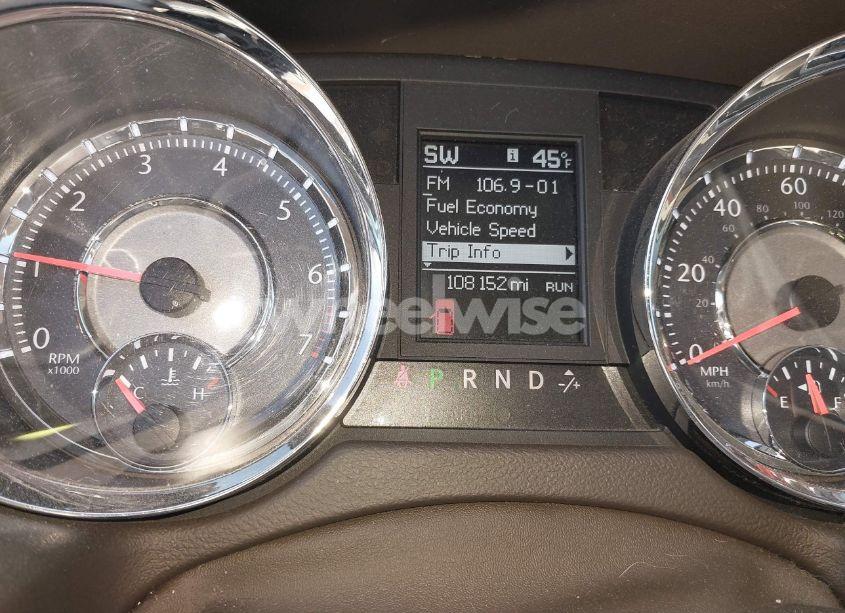 SW i 45°F
FM 106.9-01
Fuel Economy
Vehicle Speed
Trip Info
108152mi RUN
0 1 2 3 4 5 6 7
RPM
x1000
C H
P R N D -/+
0 20 40 60
80 100 120
MPH
km/h
E F
wheelwise